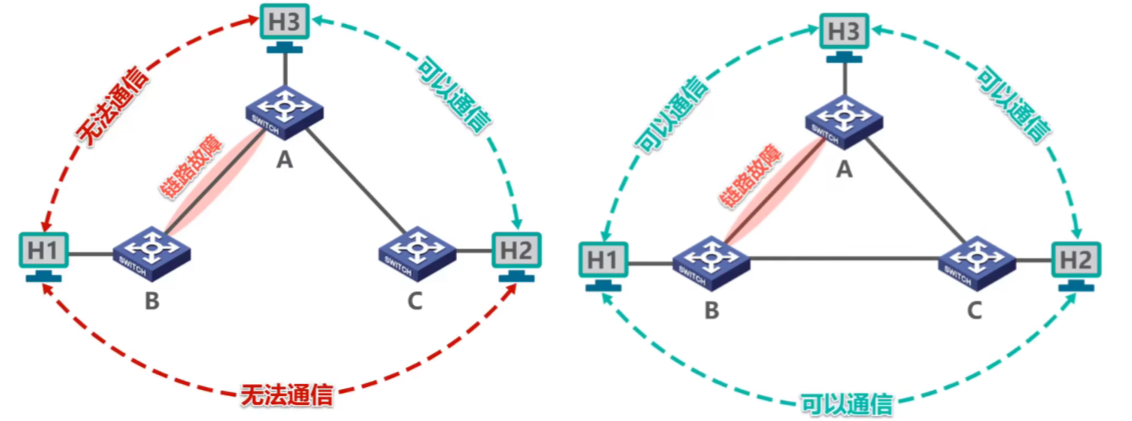 H3
无法通信
可以通信
SWITCH
A
链路故障
H1
SWITCH
B
SWITCH
C
H2
无法通信
H3
可以通信
可以通信
SWITCH
A
链路故障
H1
SWITCH
B
SWITCH
C
H2
可以通信